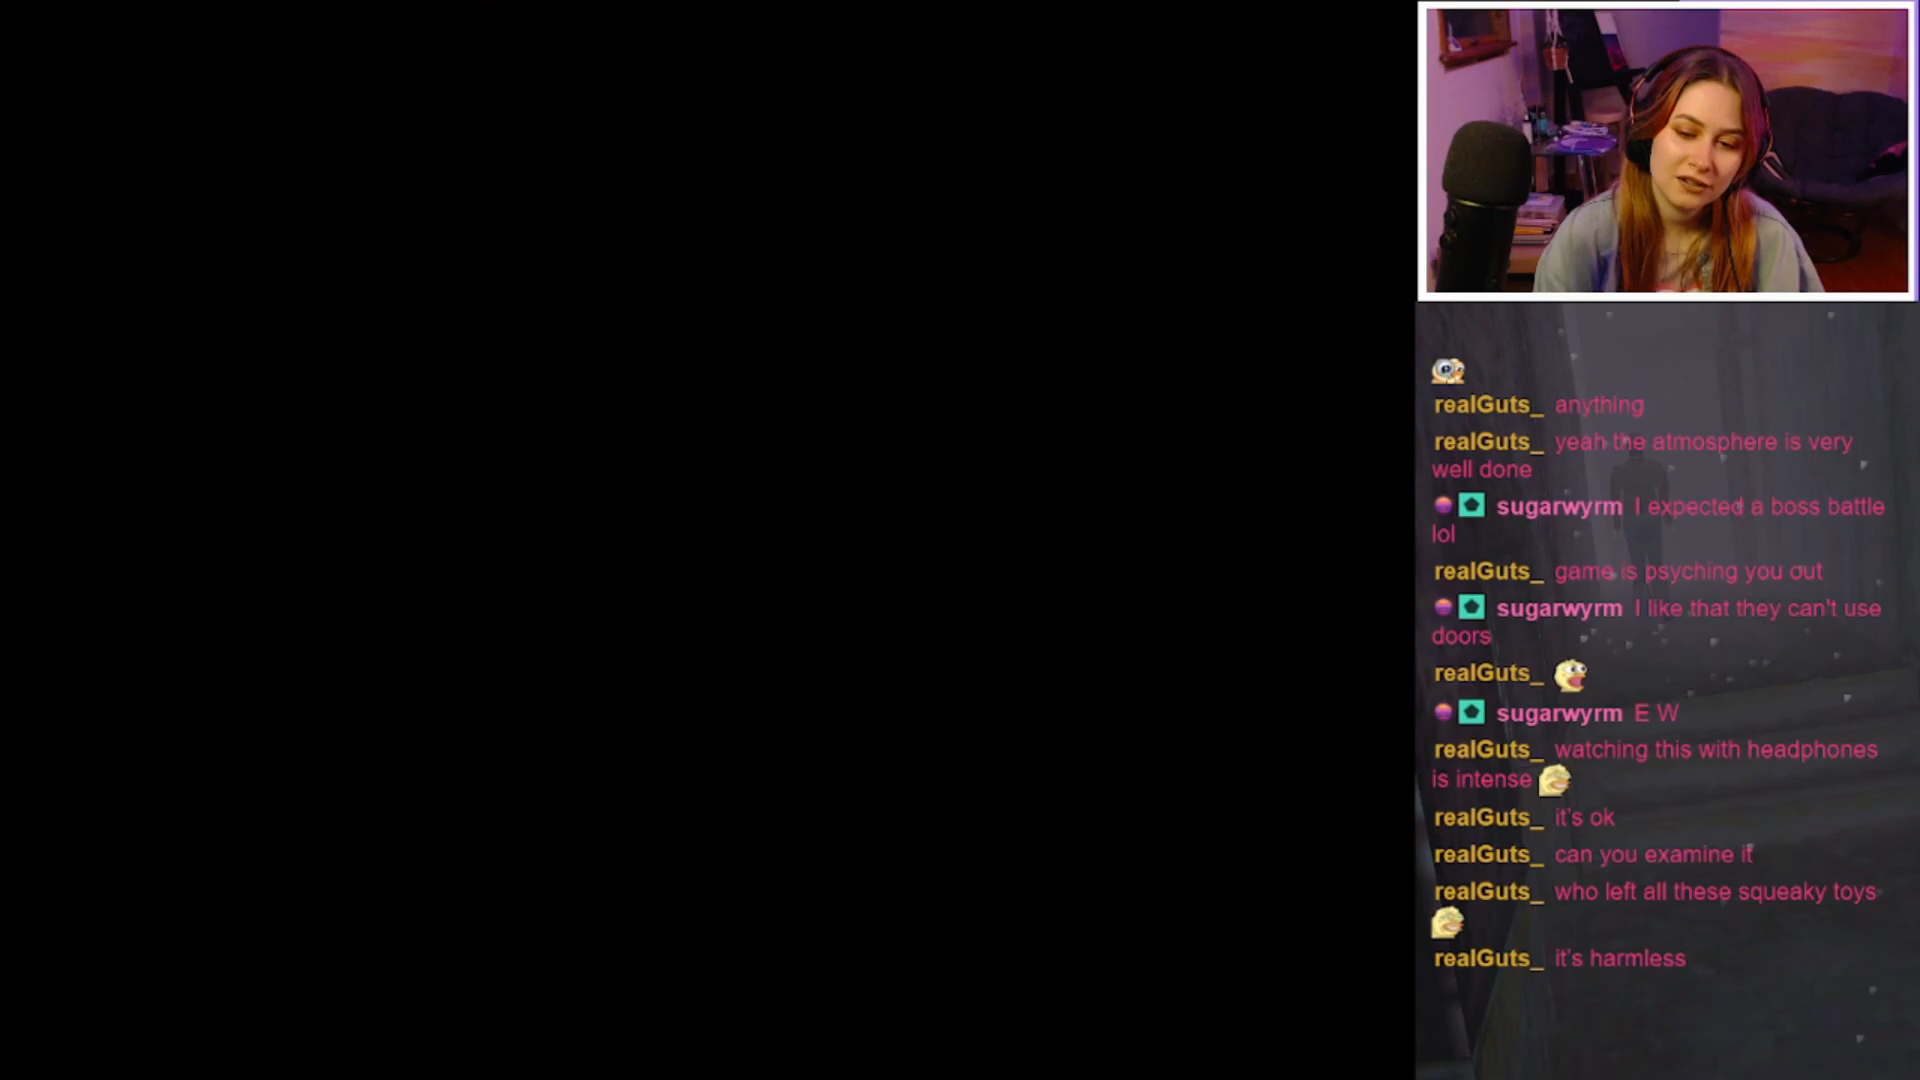 realGuts_ anything
realGuts_ yeah the atmosphere is very
well done
sugarwyrm I expected a boss battle
lol
realGuts_ game is psyching you out
sugarwyrm I like that they can't use
doors
realGuts_
sugarwyrm E W
realGuts_ watching this with headphones
is intense
realGuts_ it's ok
realGuts_ can you examine it
realGuts_ who left all these squeaky toys
realGuts_ it's harmless